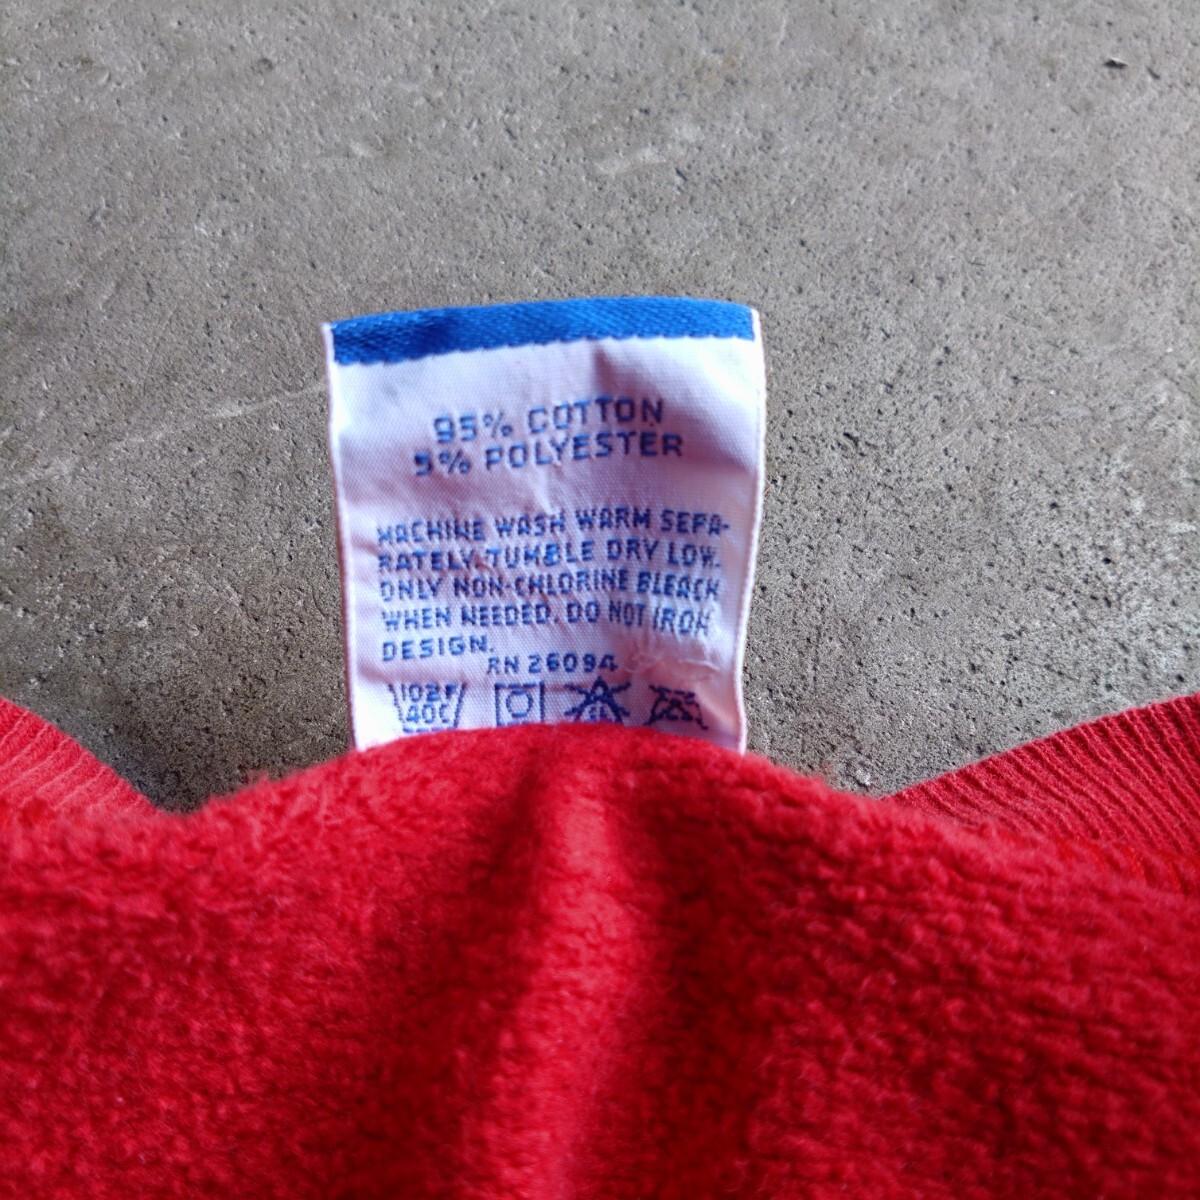 95% COTTON
5% POLYESTER
MACHINE WASH WARM SEPA-
RATELY. TUMBLE DRY LOW.
ONLY NON-CHLORINE BLEACH
WHEN NEEDED. DO NOT IRON
DESIGN.
RN 26094
102F
40C
CL